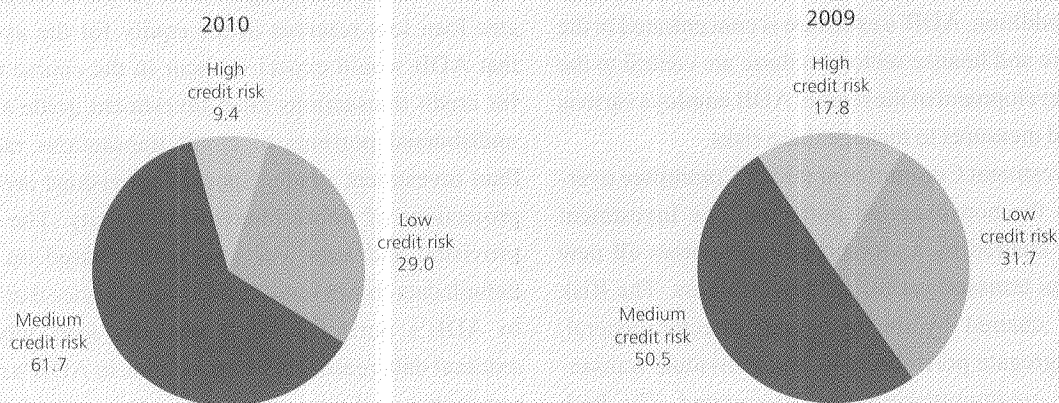 2010
High
credit risk
9.4
Low
credit risk
29.0
Medium
credit risk
61.7
2009
High
credit risk
17.8
Low
credit risk
31.7
Medium
credit risk
50.5